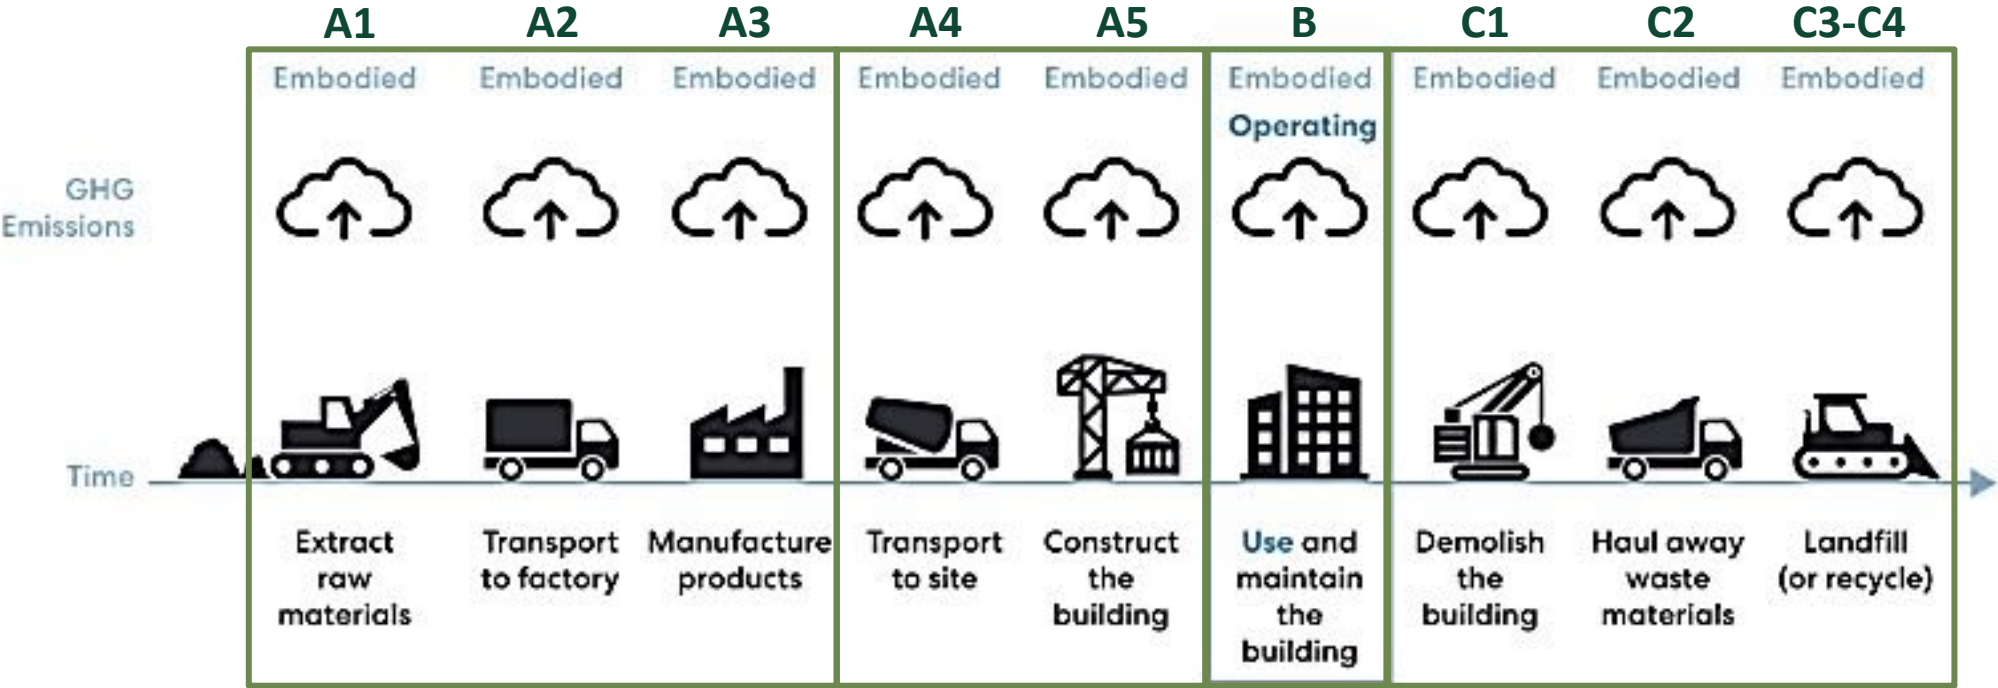 A1 A2 A3 A4 A5 B C1 C2 C3-C4
Embodied Embodied Embodied Embodied Embodied Embodied Embodied Embodied Embodied
Operating
GHG
Emissions
Time
Extract
raw
materials
Transport
to factory
Manufacture
products
Transport
to site
Construct
the
building
Use and
maintain
the
building
Demolish
the
building
Haul away
waste
materials
Landfill
(or recycle)